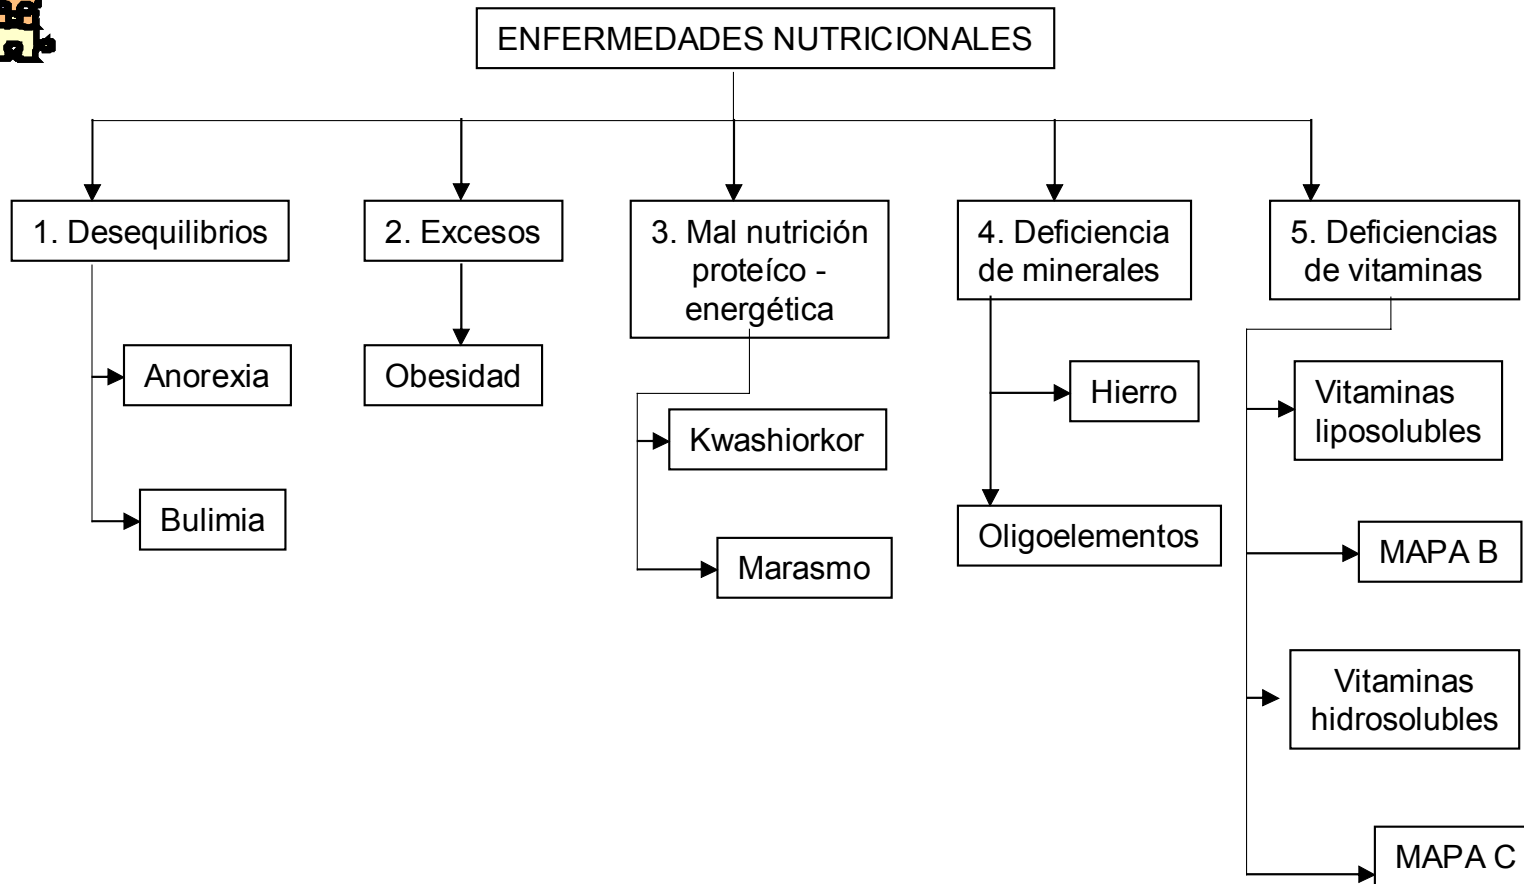 ENFERMEDADES NUTRICIONALES
1. Desequilibrios
Anorexia
Bulimia
2. Excesos
Obesidad
3. Mal nutrición
proteíco -
energética
Kwashiorkor
Marasmo
4. Deficiencia
de minerales
Hierro
Oligoelementos
5. Deficiencias
de vitaminas
Vitaminas
liposolubles
MAPA B
Vitaminas
hidrosolubles
MAPA C